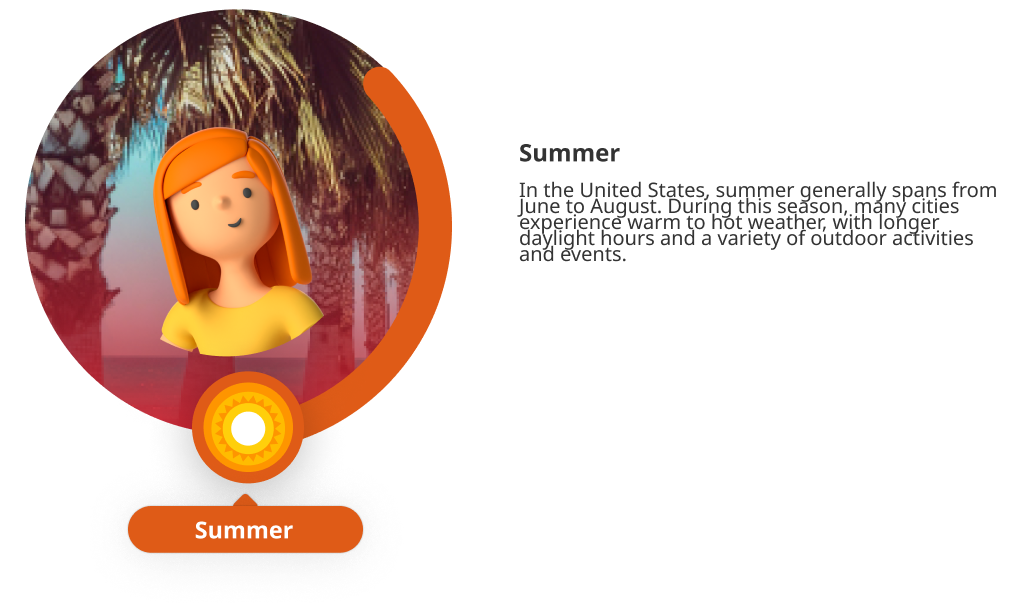 Summer
In the United States, summer generally spans from
June to August. During this season, many cities
experience warm to hot weather, with longer
daylight hours and a variety of outdoor activities
and events.
Summer